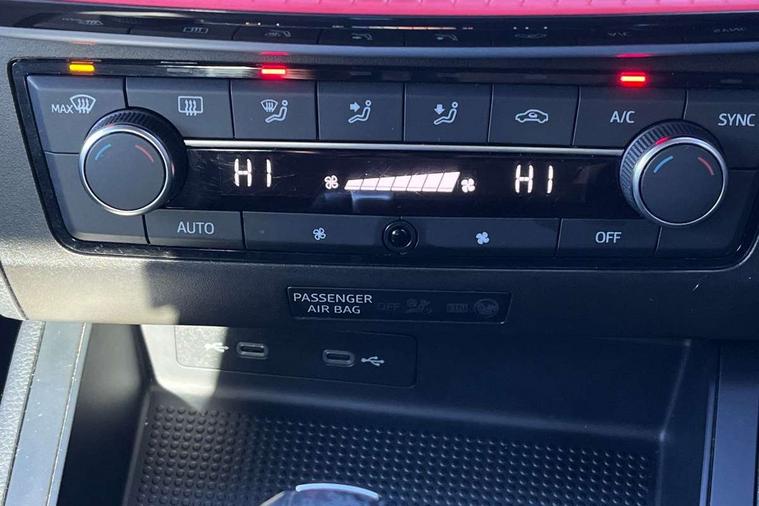 MAX
A/C
SYNC
HI
HI
AUTO
OFF
PASSENGER
AIR BAG
OFF